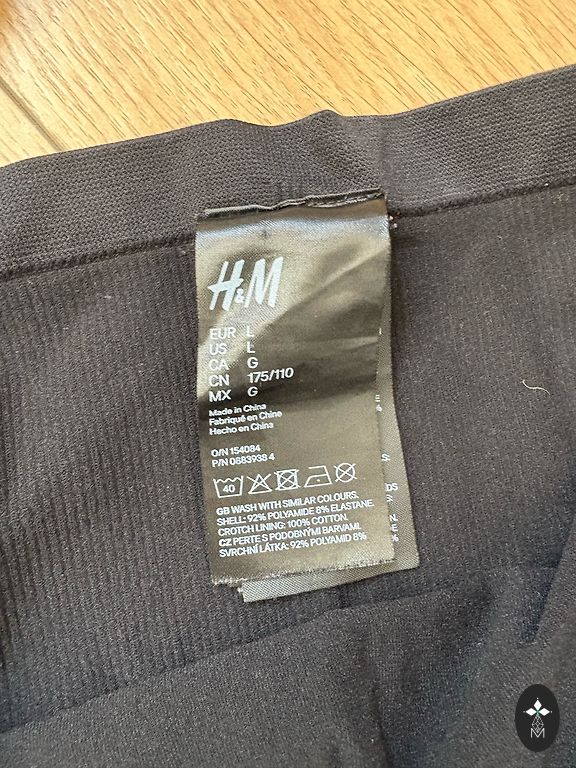 H&M
EUR L
US L
CA G
CN 175/110
MX G
Made in China
Fabriqué en Chine
Hecho en China
O/N 154084
P/N 0883938 4
40
GB WASH WITH SIMILAR COLOURS.
SHELL: 92% POLYAMIDE 8% ELASTANE.
CROTCH LINING: 100% COTTON.
CZ PERTE S PODOBNÝMI BARVAMI.
SVRCHNÍ LÁTKA: 92% POLYAMID 8%